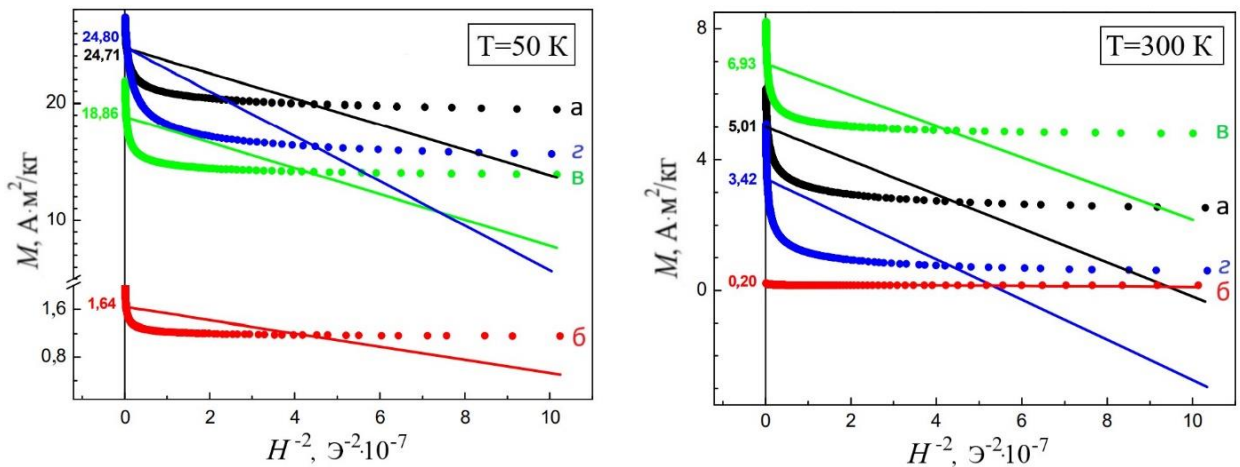 T=50 K
24,80
24,71
18,86
1,64
20
10
1,6
0,8
а
г
в
б
M, А·м²/кг
0 2 4 6 8 10
H⁻², Э⁻²·10⁻⁷
T=300 K
6,93
5,01
3,42
0,20
8
4
0
в
а
г
б
M, А·м²/кг
0 2 4 6 8 10
H⁻², Э⁻²·10⁻⁷